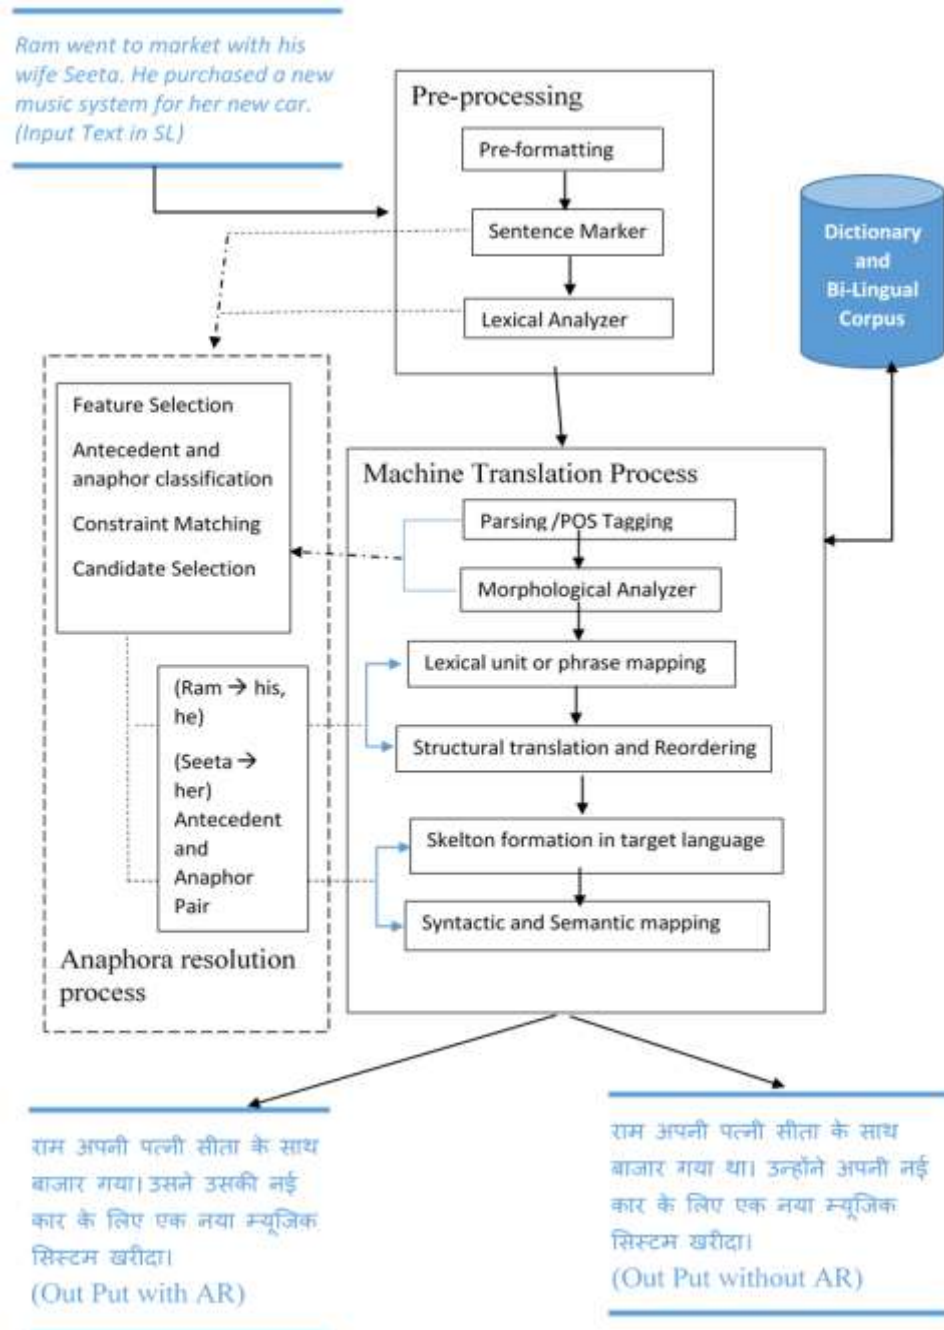 Ram went to market with his
wife Seeta. He purchased a new
music system for her new car.
(Input Text in SL)
Pre-processing
Pre-formatting
Sentence Marker
Lexical Analyzer
Dictionary
and
Bi-Lingual
Corpus
Feature Selection
Antecedent and
anaphor classification
Constraint Matching
Candidate Selection
Machine Translation Process
Parsing /POS Tagging
Morphological Analyzer
Lexical unit or phrase mapping
Structural translation and Reordering
Skelton formation in target language
Syntactic and Semantic mapping
(Ram → his,
he)
(Seeta →
her)
Antecedent
and
Anaphor
Pair
Anaphora resolution
process
राम अपनी पत्नी सीता के साथ
बाजार गया। उसने उसकी नई
कार के लिए एक नया म्यूजिक
सिस्टम खरीदा।
(Out Put with AR)
राम अपनी पत्नी सीता के साथ
बाजार गया था। उन्होंने अपनी नई
कार के लिए एक नया म्यूजिक
सिस्टम खरीदा।
(Out Put without AR)